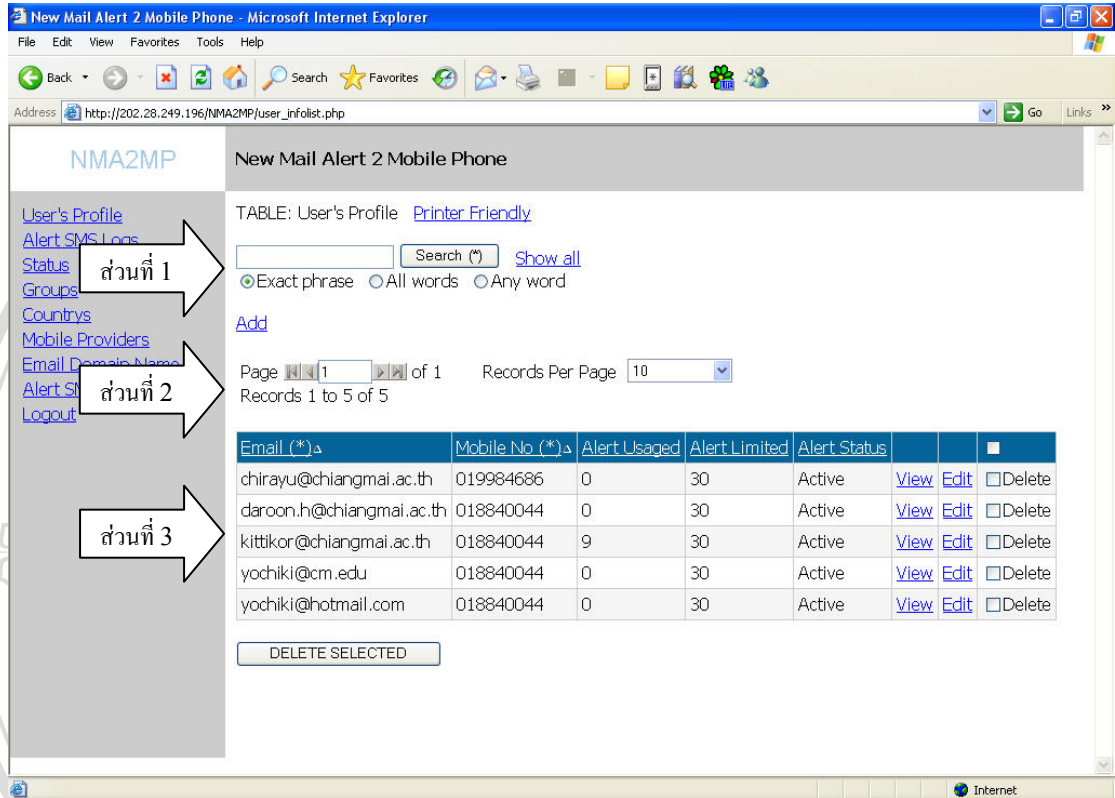 New Mail Alert 2 Mobile Phone - Microsoft Internet Explorer
File Edit View Favorites Tools Help
Back Search Favorites
Address http://202.28.249.196/NMA2MP/user_infolist.php Go Links »
NMA2MP
New Mail Alert 2 Mobile Phone
User's Profile
Alert SMS Logs
Status
Groups
Countrys
Mobile Providers
Email Domain Name
Alert SM
Logout
ส่วนที่ 1
ส่วนที่ 2
ส่วนที่ 3
TABLE: User's Profile Printer Friendly
Search (*) Show all
Exact phrase All words Any word
Add
Page 1 of 1 Records Per Page 10
Records 1 to 5 of 5
Email (*) Mobile No (*) Alert Usaged Alert Limited Alert Status
chirayu@chiangmai.ac.th 019984686 0 30 Active View Edit Delete
daroon.h@chiangmai.ac.th 018840044 0 30 Active View Edit Delete
kittikor@chiangmai.ac.th 018840044 9 30 Active View Edit Delete
yochiki@cm.edu 018840044 0 30 Active View Edit Delete
yochiki@hotmail.com 018840044 0 30 Active View Edit Delete
DELETE SELECTED
Internet